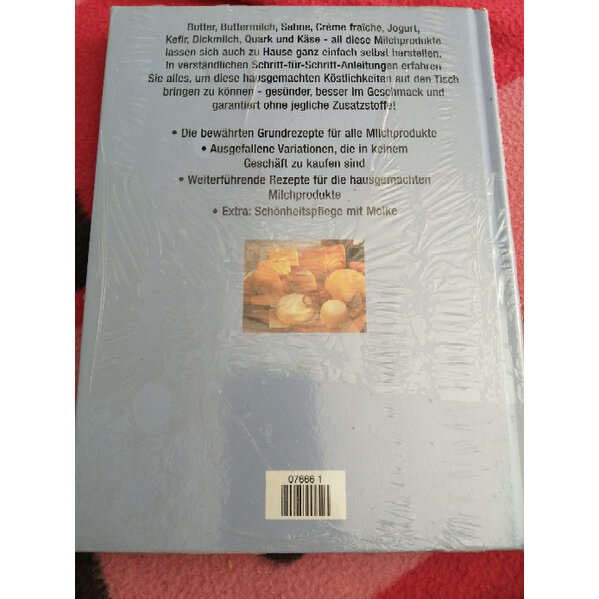 Butter, Buttermilch, Sahne, Crème fraîche, Jogurt,
Kefir, Dickmilch, Quark und Käse - all diese Milchprodukte
lassen sich auch zu Hause ganz einfach selbst herstellen.
In verständlichen Schritt-für-Schritt-Anleitungen erfahren
Sie alles, um diese hausgemachten Köstlichkeiten auf den Tisch
bringen zu können - gesünder, besser im Geschmack und
garantiert ohne jegliche Zusatzstoffe!
• Die bewährten Grundrezepte für alle Milchprodukte
• Ausgefallene Variationen, die in keinem
Geschäft zu kaufen sind
• Weiterführende Rezepte für die hausgemachten
Milchprodukte
• Extra: Schönheitspflege mit Molke
07666 1